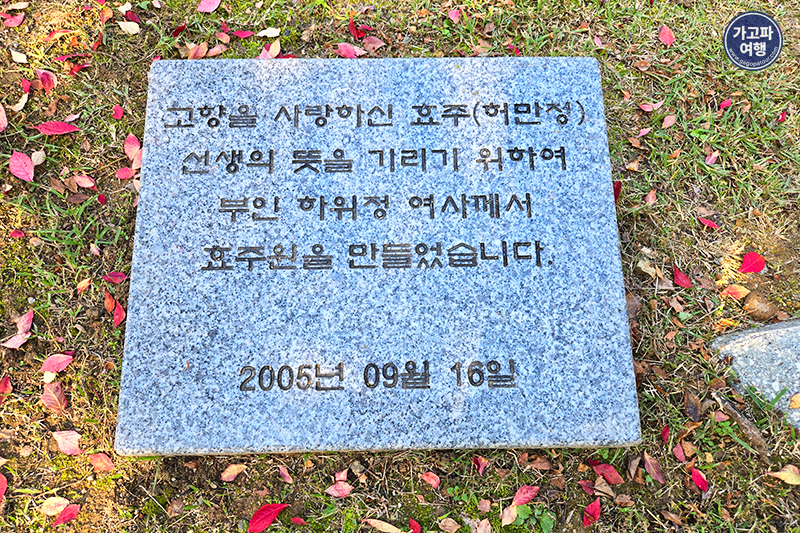 가고파
여행
www.gogopatour.com
고향을 사랑하신 효주(허만정)
선생의 뜻을 기리기 위하여
부인 하위정 여사께서
효주원을 만들었습니다.
2005년 09월 16일